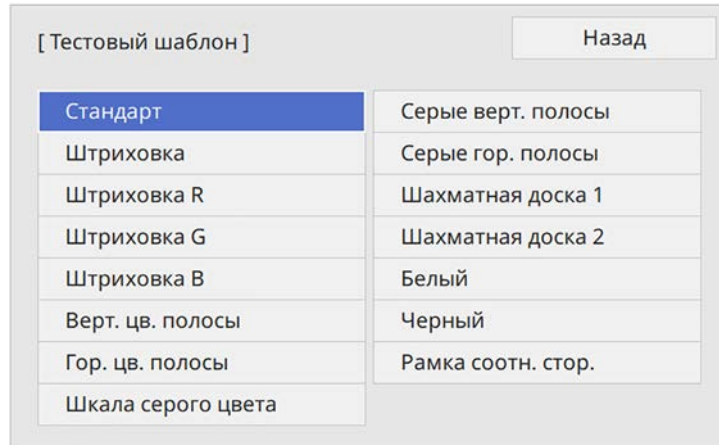 [ Тестовый шаблон ]
Назад
Стандарт
Штриховка
Штриховка R
Штриховка G
Штриховка B
Верт. цв. полосы
Гор. цв. полосы
Шкала серого цвета
Серые верт. полосы
Серые гор. полосы
Шахматная доска 1
Шахматная доска 2
Белый
Черный
Рамка соотн. стор.